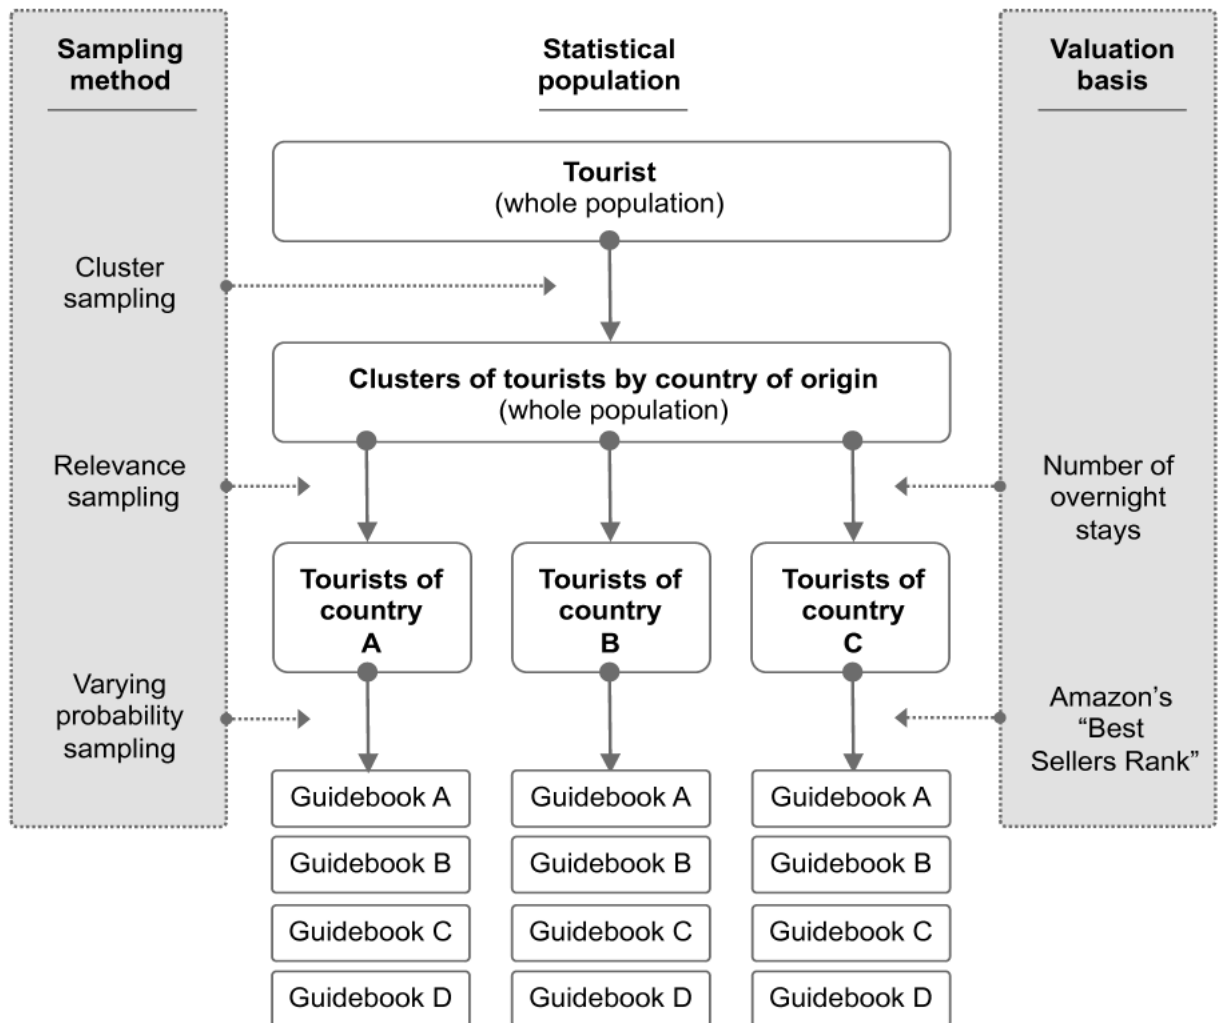 Sampling
method
Statistical
population
Valuation
basis
Tourist
(whole population)
Cluster
sampling
Clusters of tourists by country of origin
(whole population)
Relevance
sampling
Number of
overnight
stays
Tourists of
country
A
Tourists of
country
B
Tourists of
country
C
Varying
probability
sampling
Amazon’s
“Best
Sellers Rank”
Guidebook A
Guidebook A
Guidebook A
Guidebook B
Guidebook B
Guidebook B
Guidebook C
Guidebook C
Guidebook C
Guidebook D
Guidebook D
Guidebook D